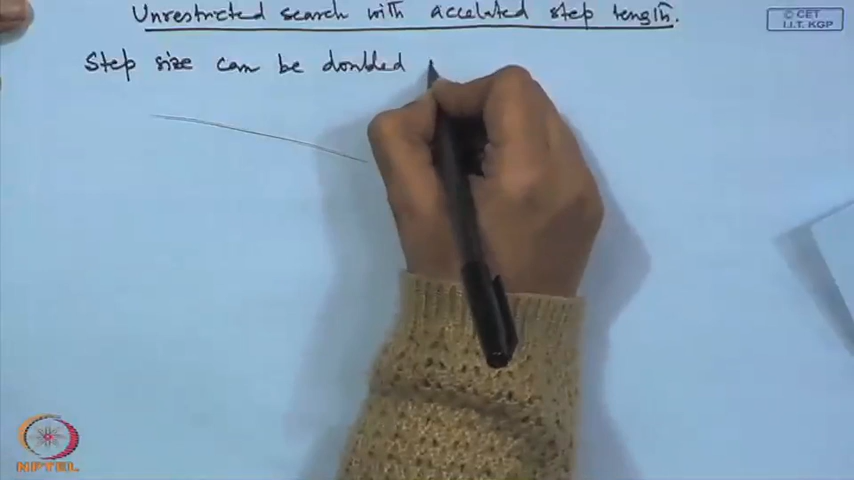 Unrestricted search with accelated step length.
© CET
I.I.T. KGP
Step size can be doubled
NPTEL